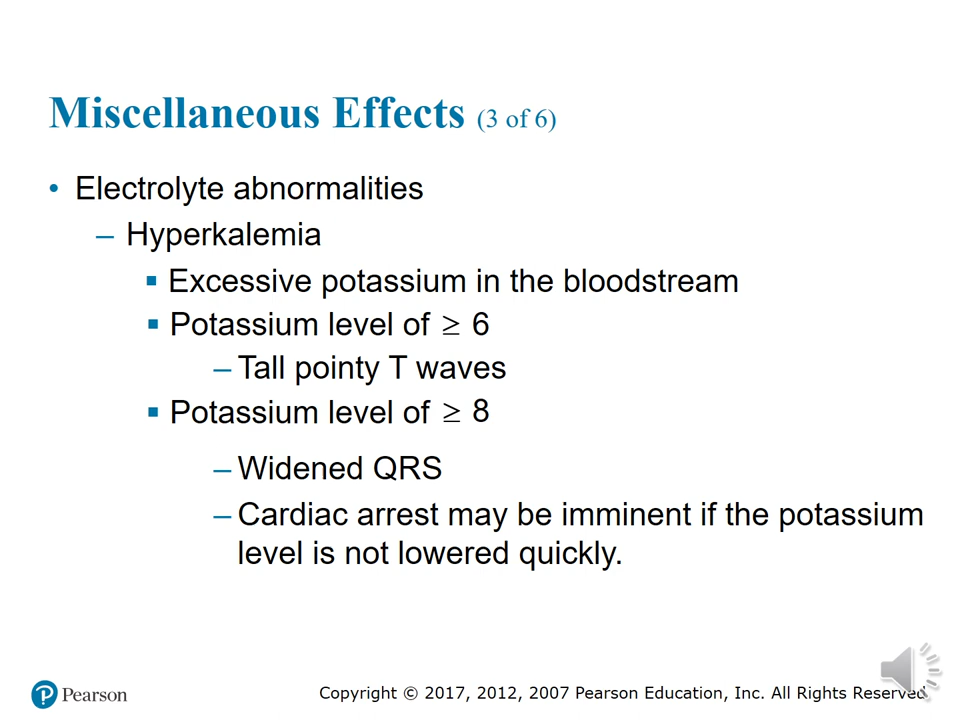 Miscellaneous Effects (3 of 6)
• Electrolyte abnormalities
– Hyperkalemia
▪ Excessive potassium in the bloodstream
▪ Potassium level of ≥ 6
– Tall pointy T waves
▪ Potassium level of ≥ 8
– Widened QRS
– Cardiac arrest may be imminent if the potassium
level is not lowered quickly.
Pearson
Copyright © 2017, 2012, 2007 Pearson Education, Inc. All Rights Reserved